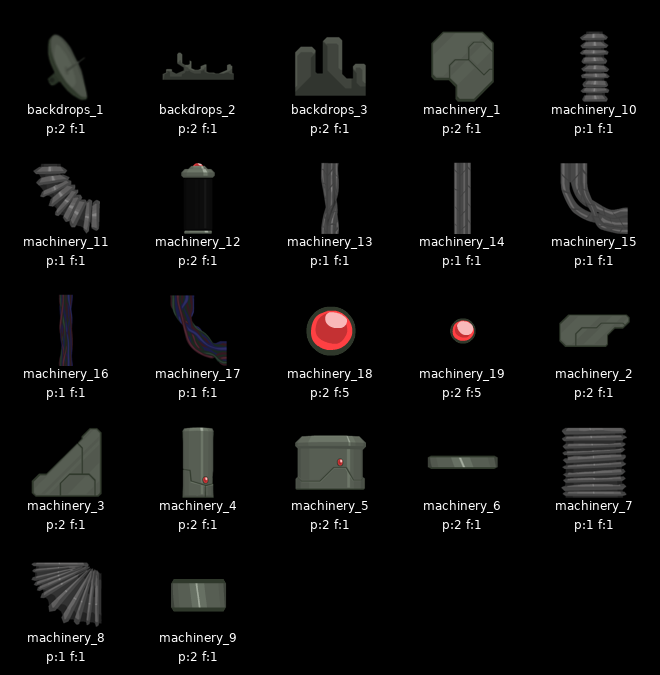 backdrops_1 backdrops_2 backdrops_3 machinery_1 machinery_10
p:2 f:1 p:2 f:1 p:2 f:1 p:2 f:1 p:1 f:1
machinery_11 machinery_12 machinery_13 machinery_14 machinery_15
p:1 f:1 p:2 f:1 p:1 f:1 p:1 f:1 p:1 f:1
machinery_16 machinery_17 machinery_18 machinery_19 machinery_2
p:1 f:1 p:1 f:1 p:2 f:5 p:2 f:5 p:2 f:1
machinery_3 machinery_4 machinery_5 machinery_6 machinery_7
p:2 f:1 p:2 f:1 p:2 f:1 p:2 f:1 p:1 f:1
machinery_8 machinery_9
p:1 f:1 p:2 f:1